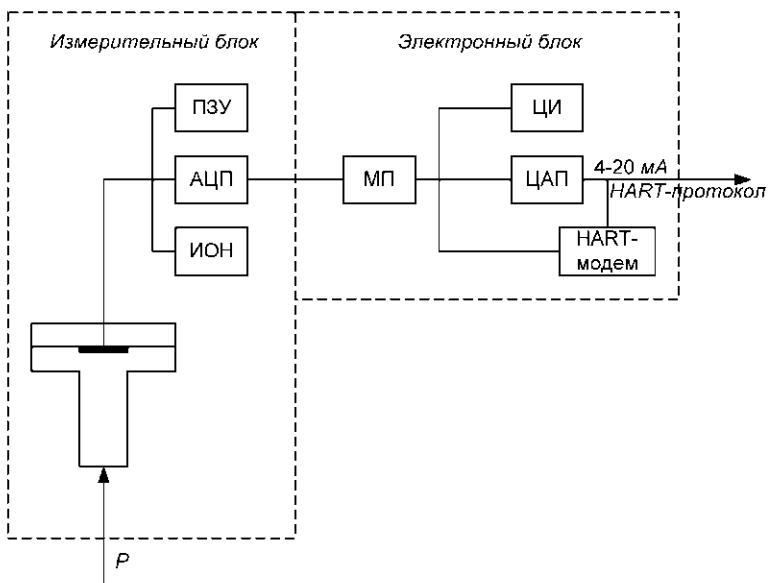 Измерительный блок
Электронный блок
ПЗУ
ЦИ
АЦП
МП
ЦАП
4-20 мА
HART-протокол
ИОН
HART-
модем
P